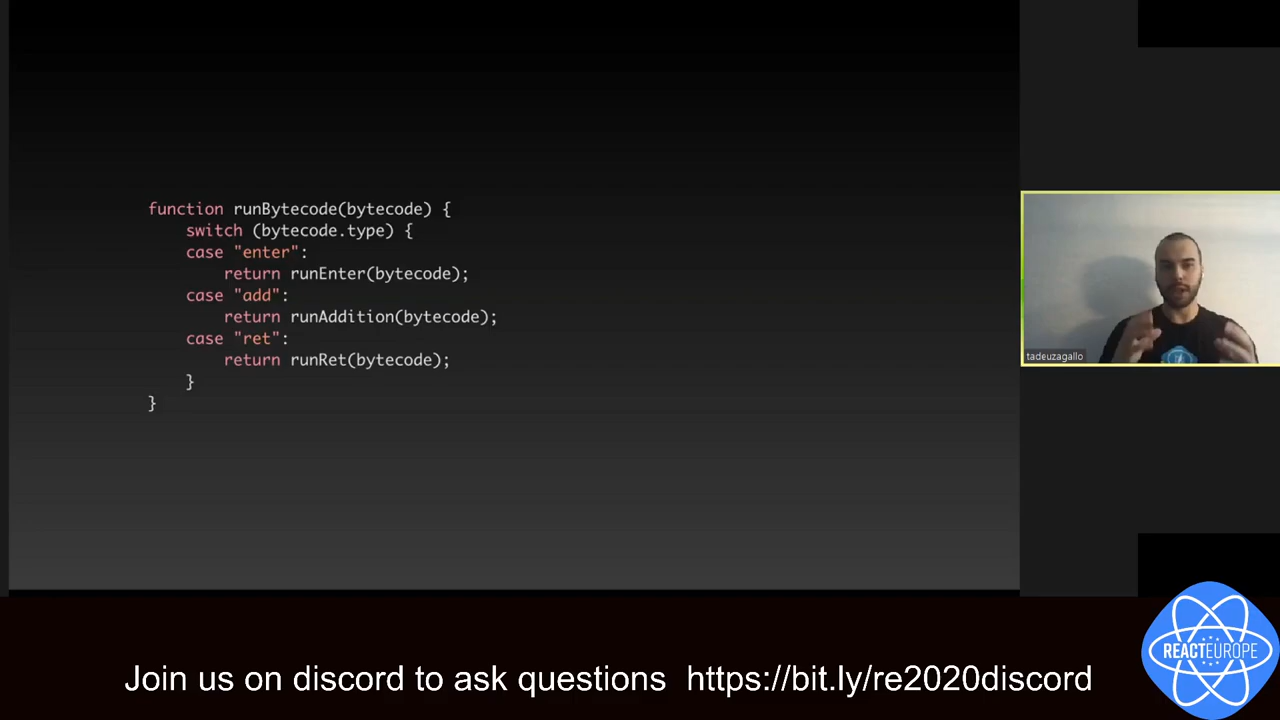 function runBytecode(bytecode) {
    switch (bytecode.type) {
    case "enter":
        return runEnter(bytecode);
    case "add":
        return runAddition(bytecode);
    case "ret":
        return runRet(bytecode);
    }
}
tadeuzagallo
REACTEUROPE
Join us on discord to ask questions https://bit.ly/re2020discord